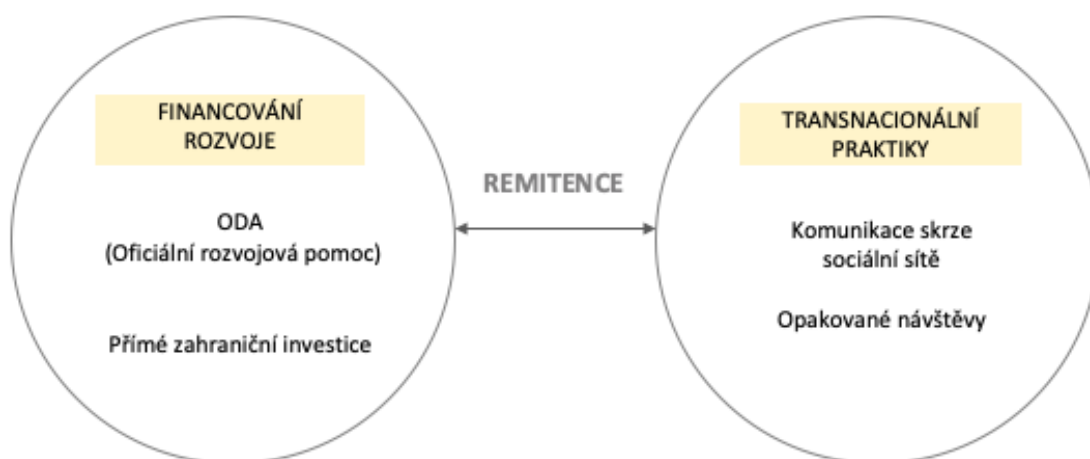 FINANCOVÁNÍ
ROZVOJE
ODA
(Oficiální rozvojová pomoc)
Přímé zahraniční investice
REMITENCE
TRANSNACIONÁLNÍ
PRAKTIKY
Komunikace skrze
sociální sítě
Opakované návštěvy